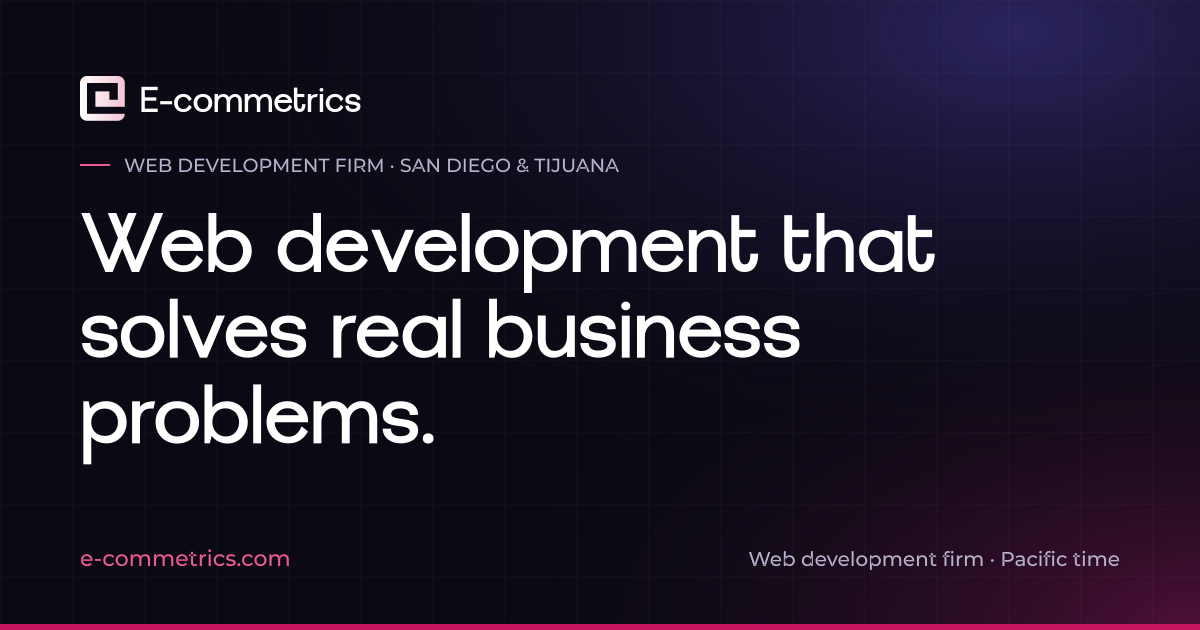 E-commetrics
WEB DEVELOPMENT FIRM · SAN DIEGO & TIJUANA
Web development that
solves real business
problems.
e-commetrics.com
Web development firm · Pacific time